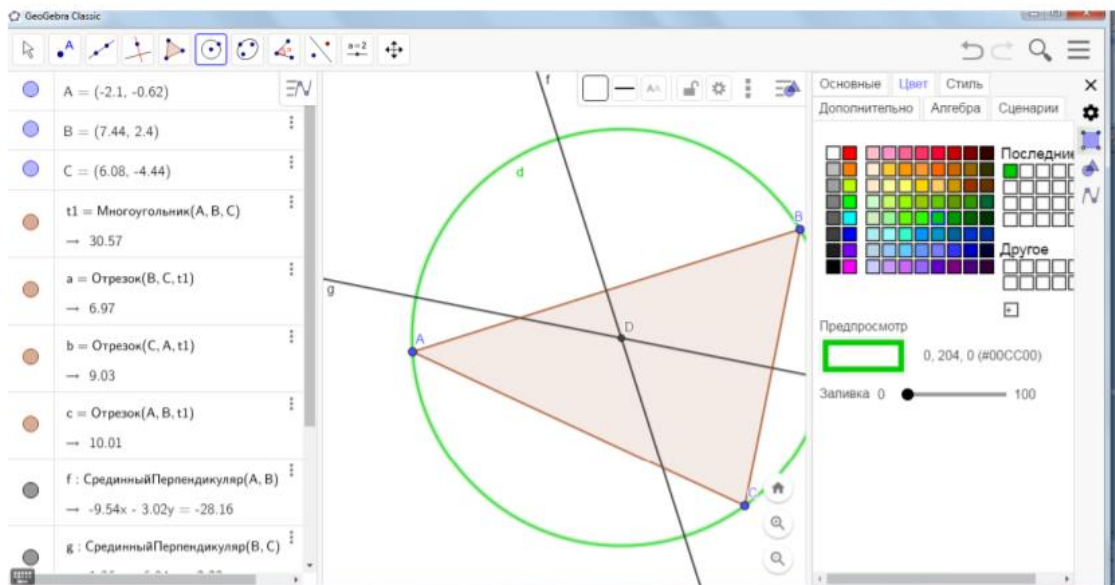 GeoGebra Classic
A
a=2
A = (-2.1, -0.62)
B = (7.44, 2.4)
C = (6.08, -4.44)
t1 = Многоугольник(A, B, C)
→ 30.57
a = Отрезок(B, C, t1)
→ 6.97
b = Отрезок(C, A, t1)
→ 9.03
c = Отрезок(A, B, t1)
→ 10.01
f : СрединныйПерпендикуляр(A, B)
→ -9.54x - 3.02y = -28.16
g : СрединныйПерпендикуляр(B, C)
f
AA
d
B
g
D
A
C
Основные Цвет Стиль
Дополнительно Алгебра Сценарии
Последние
Другое
+
Предпросмотр
0, 204, 0 (#00CC00)
Заливка 0 100